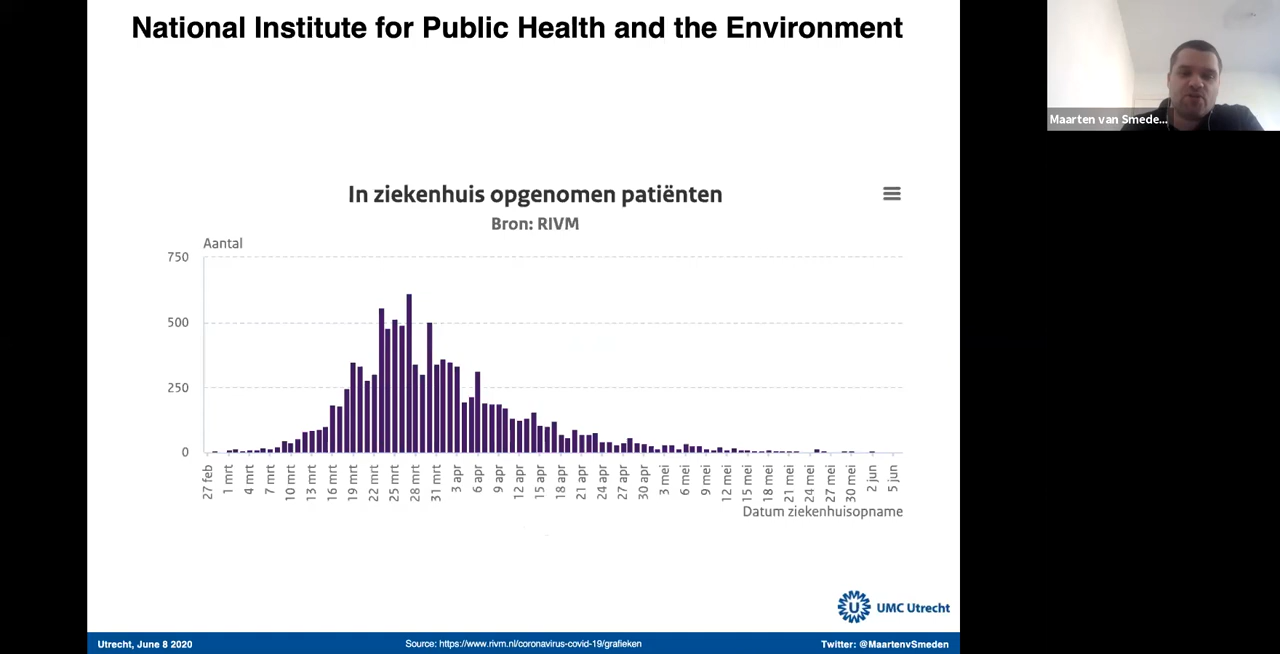 National Institute for Public Health and the Environment
Maarten van Smede...
In ziekenhuis opgenomen patiënten
Bron: RIVM
Aantal
750
500
250
0
27 feb
1 mrt
4 mrt
7 mrt
10 mrt
13 mrt
16 mrt
19 mrt
22 mrt
25 mrt
28 mrt
31 mrt
3 apr
6 apr
9 apr
12 apr
15 apr
18 apr
21 apr
24 apr
27 apr
30 apr
3 mei
6 mei
9 mei
12 mei
15 mei
18 mei
21 mei
24 mei
27 mei
30 mei
2 jun
5 jun
Datum ziekenhuisopname
UMC Utrecht
Utrecht, June 8 2020
Source: https://www.rivm.nl/coronavirus-covid-19/grafieken
Twitter: @MaartenvSmeden